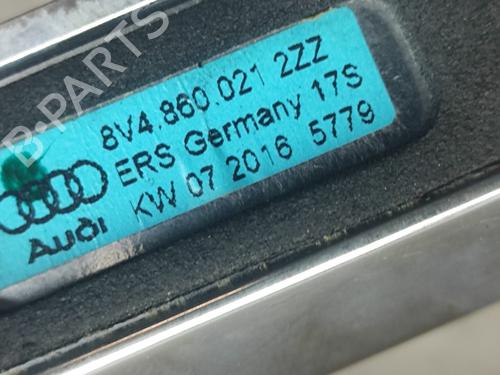 B-PARTS
8V4.860.021 2ZZ
ERS Germany 17S
KW 07 2016 5779
Audi